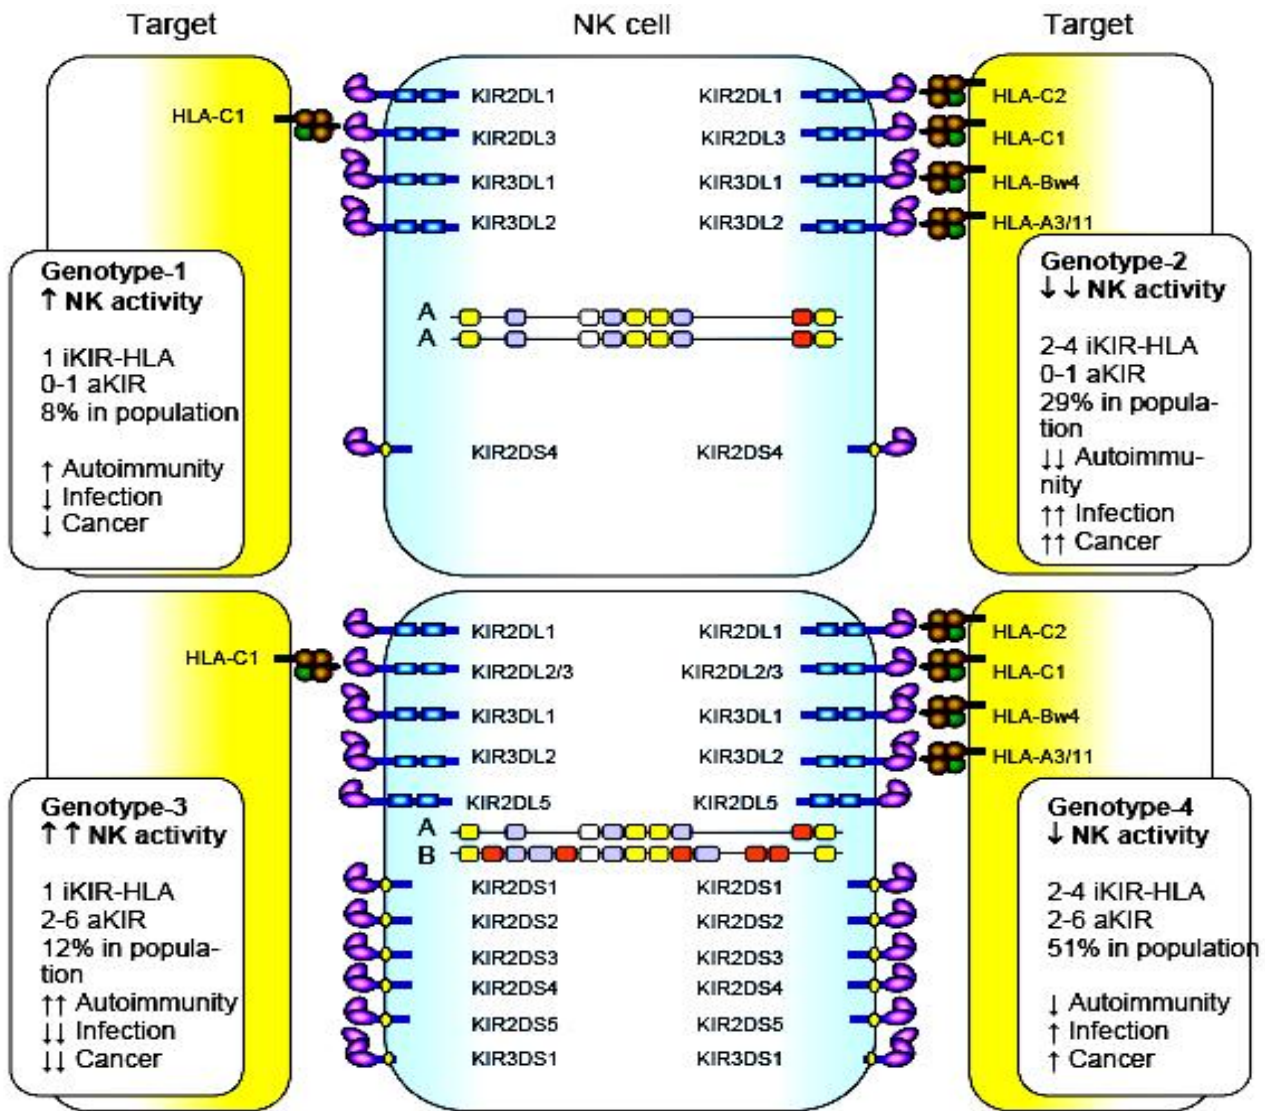 Target
NK cell
Target
HLA-C1
KIR2DL1
KIR2DL3
KIR3DL1
KIR3DL2
KIR2DL1
KIR2DL3
KIR3DL1
KIR3DL2
HLA-C2
HLA-C1
HLA-Bw4
HLA-A3/11
Genotype-1
↑ NK activity
1 iKIR-HLA
0-1 aKIR
8% in population
↑ Autoimmunity
↓ Infection
↓ Cancer
A
A
KIR2DS4
KIR2DS4
Genotype-2
↓ ↓ NK activity
2-4 iKIR-HLA
0-1 aKIR
29% in popula-
tion
↓↓ Autoimmu-
nity
↑↑ Infection
↑↑ Cancer
HLA-C1
KIR2DL1
KIR2DL2/3
KIR3DL1
KIR3DL2
KIR2DL5
KIR2DL1
KIR2DL2/3
KIR3DL1
KIR3DL2
KIR2DL5
HLA-C2
HLA-C1
HLA-Bw4
HLA-A3/11
Genotype-3
↑ ↑ NK activity
1 iKIR-HLA
2-6 aKIR
12% in popula-
tion
↑↑ Autoimmunity
↓↓ Infection
↓↓ Cancer
A
B
KIR2DS1
KIR2DS2
KIR2DS3
KIR2DS4
KIR2DS5
KIR3DS1
KIR2DS1
KIR2DS2
KIR2DS3
KIR2DS4
KIR2DS5
KIR3DS1
Genotype-4
↓ NK activity
2-4 iKIR-HLA
2-6 aKIR
51% in population
↓ Autoimmunity
↑ Infection
↑ Cancer